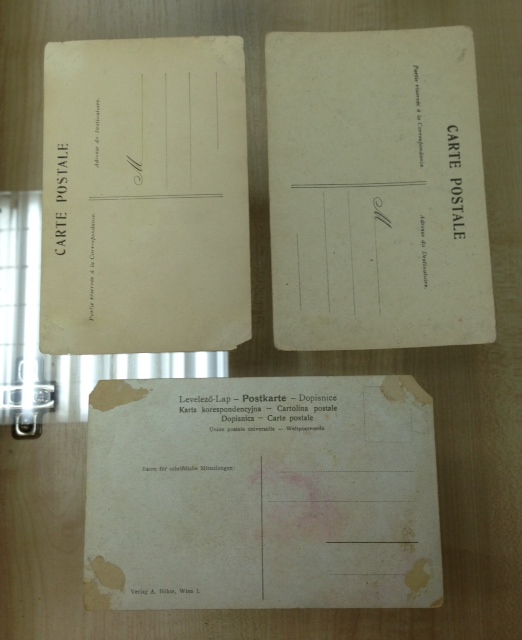 CARTE POSTALE
Partie réservée à la Correspondance
Adresse du Destinataire.
M
CARTE POSTALE
Partie réservée à la Correspondance.
Adresse du Destinataire.
M
Levelező-Lap – Postkarte – Dopisnice
Karta korespondencyjna – Cartolina postale
Dopisnica – Carte postale
Union postale universelle – Weltpostverein
Raum für schriftliche Mitteilungen:
Verlag A. Wien I.